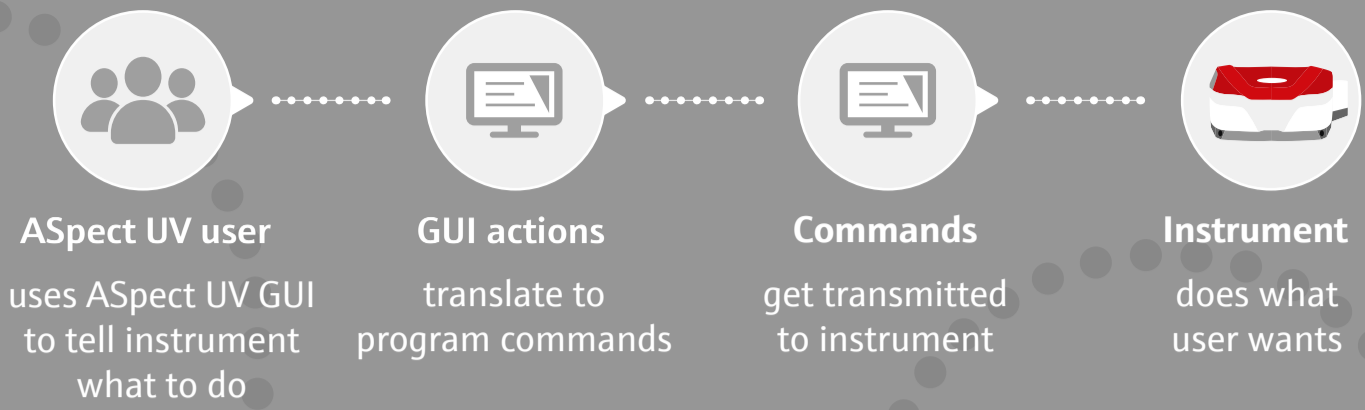 ASpect UV user
uses ASpect UV GUI
to tell instrument
what to do
GUI actions
translate to
program commands
Commands
get transmitted
to instrument
Instrument
does what
user wants